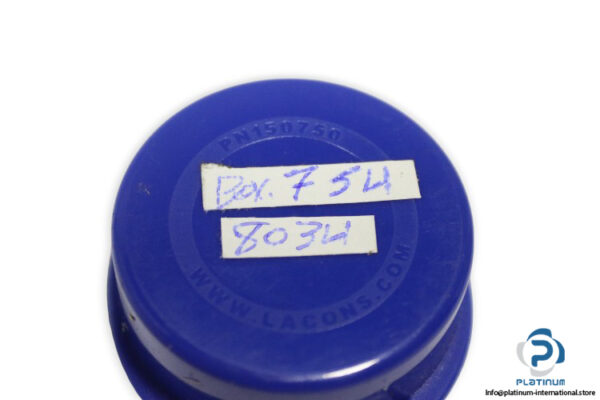 PN150750
Box. 754
8034
WWW.LACONS.COM
PLATINUM
Info@platinum-international.store